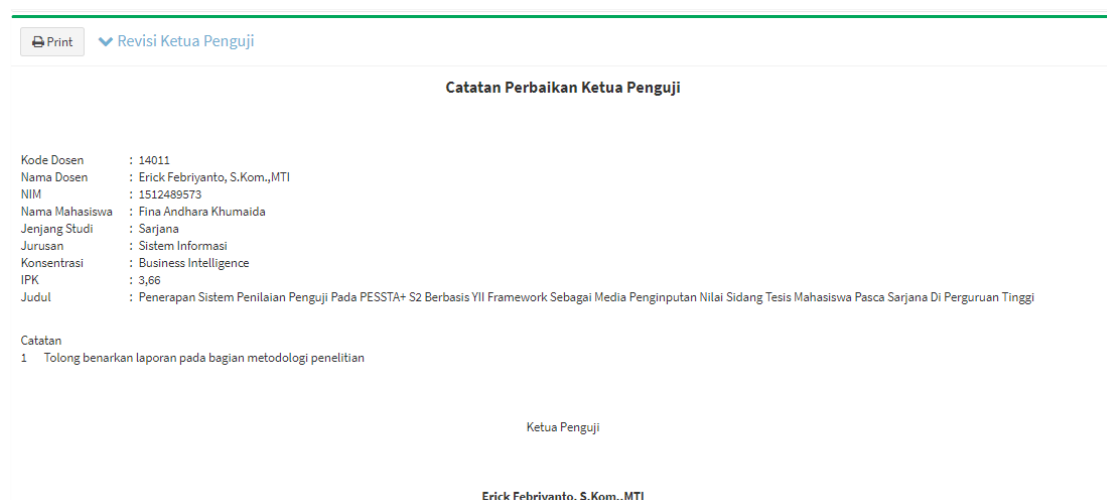 Print Revisi Ketua Penguji
Catatan Perbaikan Ketua Penguji
Kode Dosen : 14011
Nama Dosen : Erick Febriyanto, S.Kom.,MTI
NIM : 1512489573
Nama Mahasiswa : Fina Andhara Khumaida
Jenjang Studi : Sarjana
Jurusan : Sistem Informasi
Konsentrasi : Business Intelligence
IPK : 3,66
Judul : Penerapan Sistem Penilaian Penguji Pada PESSTA+ S2 Berbasis YII Framework Sebagai Media Penginputan Nilai Sidang Tesis Mahasiswa Pasca Sarjana Di Perguruan Tinggi
Catatan
1 Tolong benarkan laporan pada bagian metodologi penelitian
Ketua Penguji
Erick Febriyanto, S.Kom.,MTI